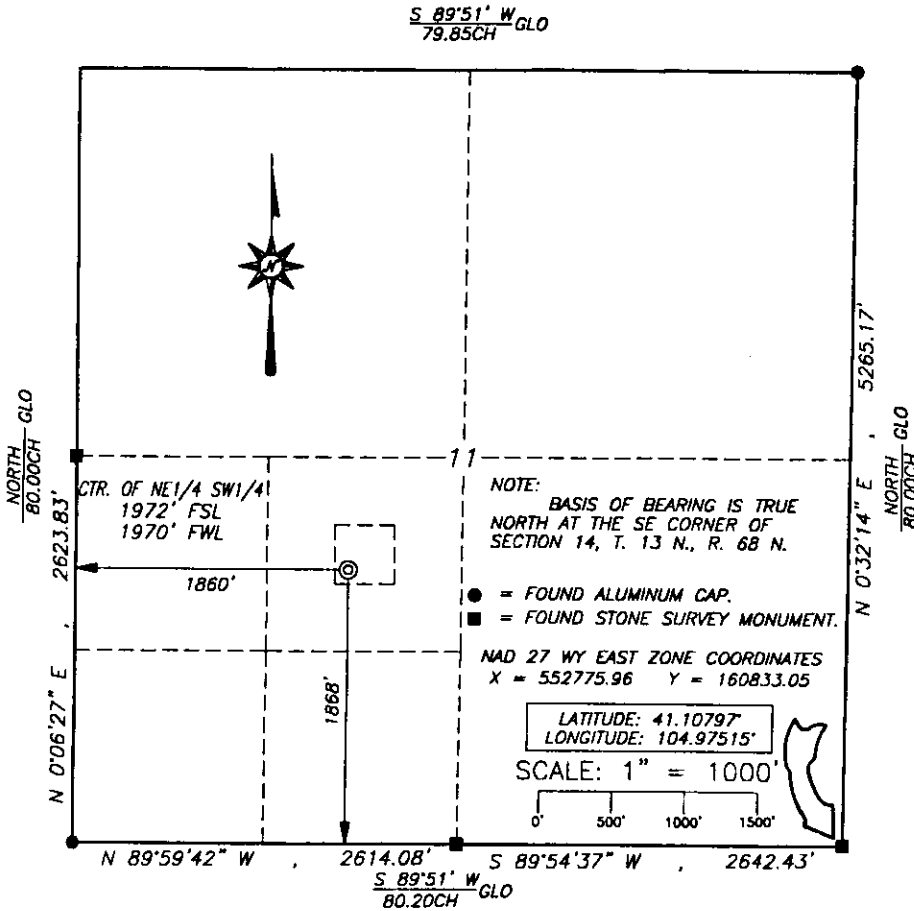 S 89°51' W
79.85CH
GLO
N
NORTH
80.00CH
GLO
2623.83'
N 0°06'27" E ,
CTR. OF NE1/4 SW1/4
1972' FSL
1970' FWL
1860'
1868'
11
NOTE:
BASIS OF BEARING IS TRUE
NORTH AT THE SE CORNER OF
SECTION 14, T. 13 N., R. 68 N.
= FOUND ALUMINUM CAP.
= FOUND STONE SURVEY MONUMENT.
NAD 27 WY EAST ZONE COORDINATES
X = 552775.96 Y = 160833.05
LATITUDE: 41.10797°
LONGITUDE: 104.97515°
SCALE: 1" = 1000'
0' 500' 1000' 1500'
5265.17'
N 0°32'14" E ,
NORTH
80.00CH
GLO
N 89°59'42" W , 2614.08'
S 89°54'37" W , 2642.43'
S 89°51' W
80.20CH
GLO